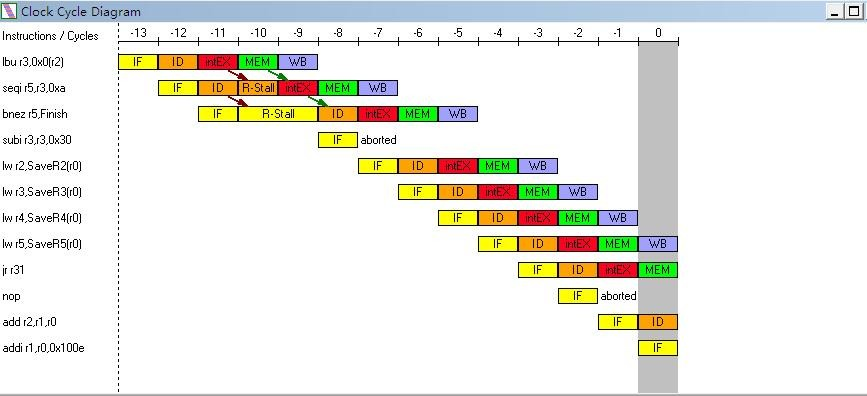 Clock Cycle Diagram
Instructions / Cycles -13 -12 -11 -10 -9 -8 -7 -6 -5 -4 -3 -2 -1 0
lbu r3,0x0(r2) IF ID intEX MEM WB
seqi r5,r3,0xa IF ID R-Stall intEX MEM WB
bnez r5,Finish IF R-Stall ID intEX MEM WB
subi r3,r3,0x30 IF aborted
lw r2,SaveR2(r0) IF ID intEX MEM WB
lw r3,SaveR3(r0) IF ID intEX MEM WB
lw r4,SaveR4(r0) IF ID intEX MEM WB
lw r5,SaveR5(r0) IF ID intEX MEM WB
jr r31 IF ID intEX MEM
nop IF aborted
add r2,r1,r0 IF ID
addi r1,r0,0x100e IF